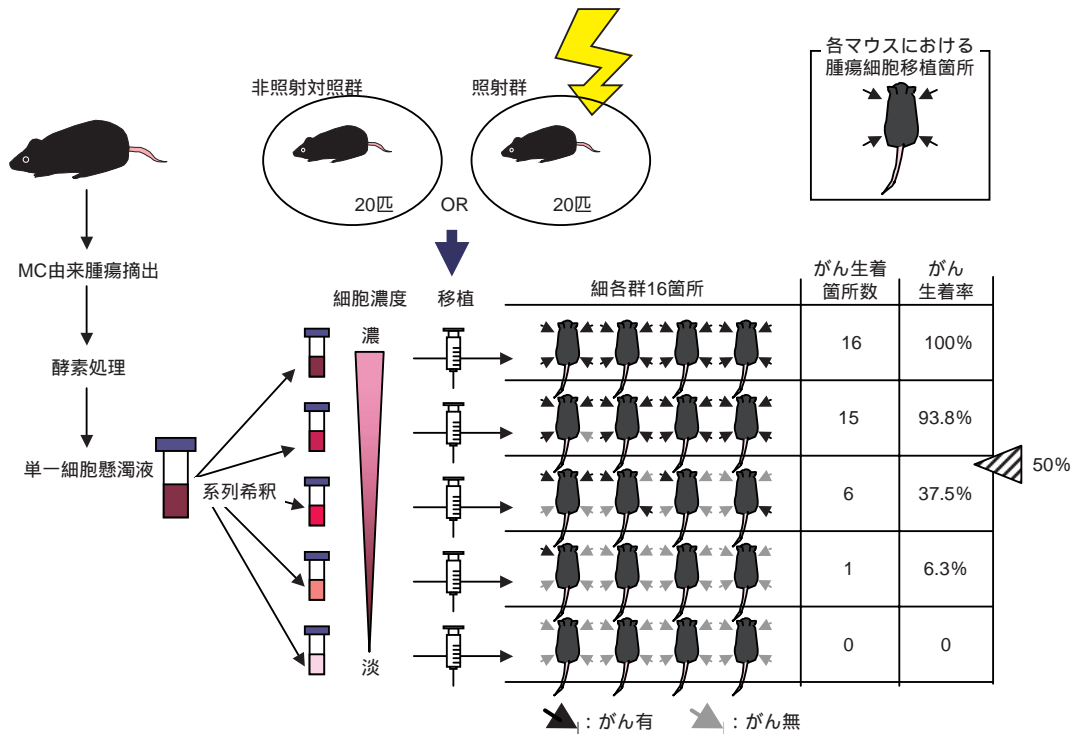 非照射対照群
照射群
各マウスにおける
腫瘍細胞移植箇所
20匹
OR
20匹
MC由来腫瘍摘出
酵素処理
単一細胞懸濁液
系列希釈
細胞濃度
移植
濃
淡
細各群16箇所
がん生着
箇所数
がん
生着率
16
100%
15
93.8%
50%
6
37.5%
1
6.3%
0
0
：がん有
：がん無